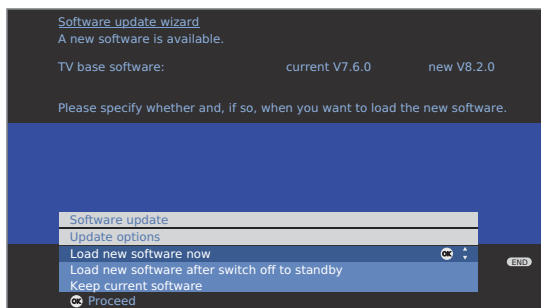 Software update wizard
A new software is available.
TV base software: current V7.6.0 new V8.2.0
Please specify whether and, if so, when you want to load the new software.
Software update
Update options
Load new software now OK
END
Load new software after switch off to standby
Keep current software
OK Proceed